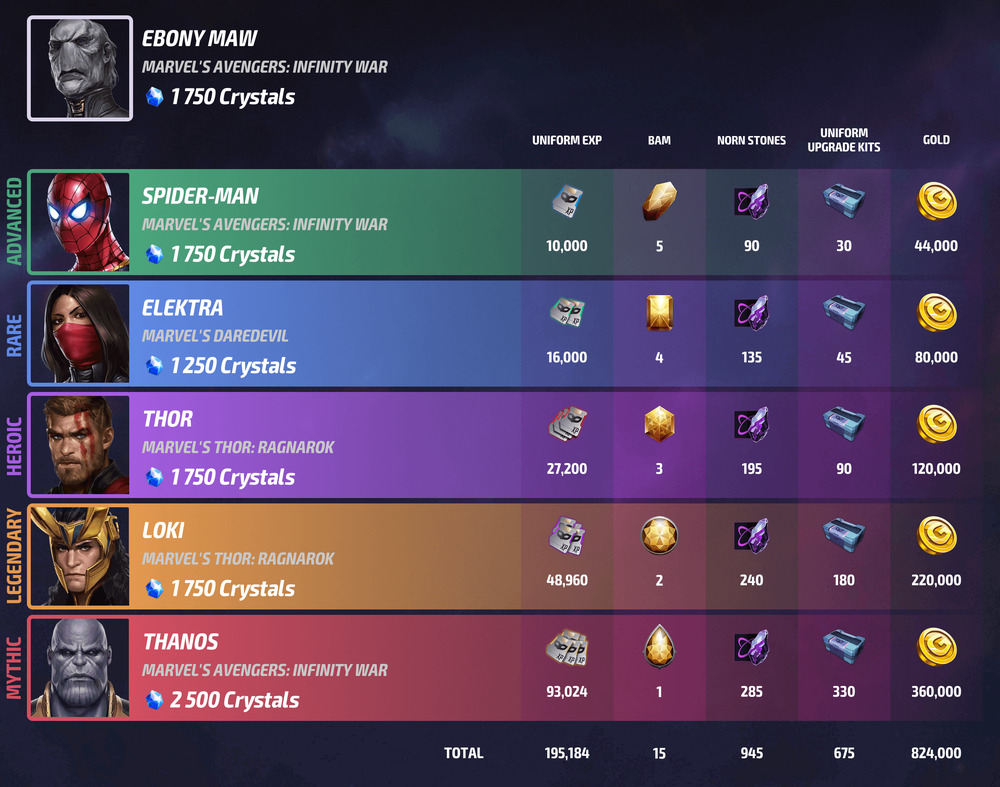 EBONY MAW
MARVEL'S AVENGERS: INFINITY WAR
1 750 Crystals
UNIFORM EXP BAM NORN STONES UNIFORM UPGRADE KITS GOLD
ADVANCED
SPIDER-MAN
MARVEL'S AVENGERS: INFINITY WAR
1 750 Crystals
10,000 5 90 30 44,000
RARE
ELEKTRA
MARVEL'S DAREDEVIL
1 250 Crystals
16,000 4 135 45 80,000
HEROIC
THOR
MARVEL'S THOR: RAGNAROK
1 750 Crystals
27,200 3 195 90 120,000
LEGENDARY
LOKI
MARVEL'S THOR: RAGNAROK
1 750 Crystals
48,960 2 240 180 220,000
MYTHIC
THANOS
MARVEL'S AVENGERS: INFINITY WAR
2 500 Crystals
93,024 1 285 330 360,000
TOTAL 195,184 15 945 675 824,000